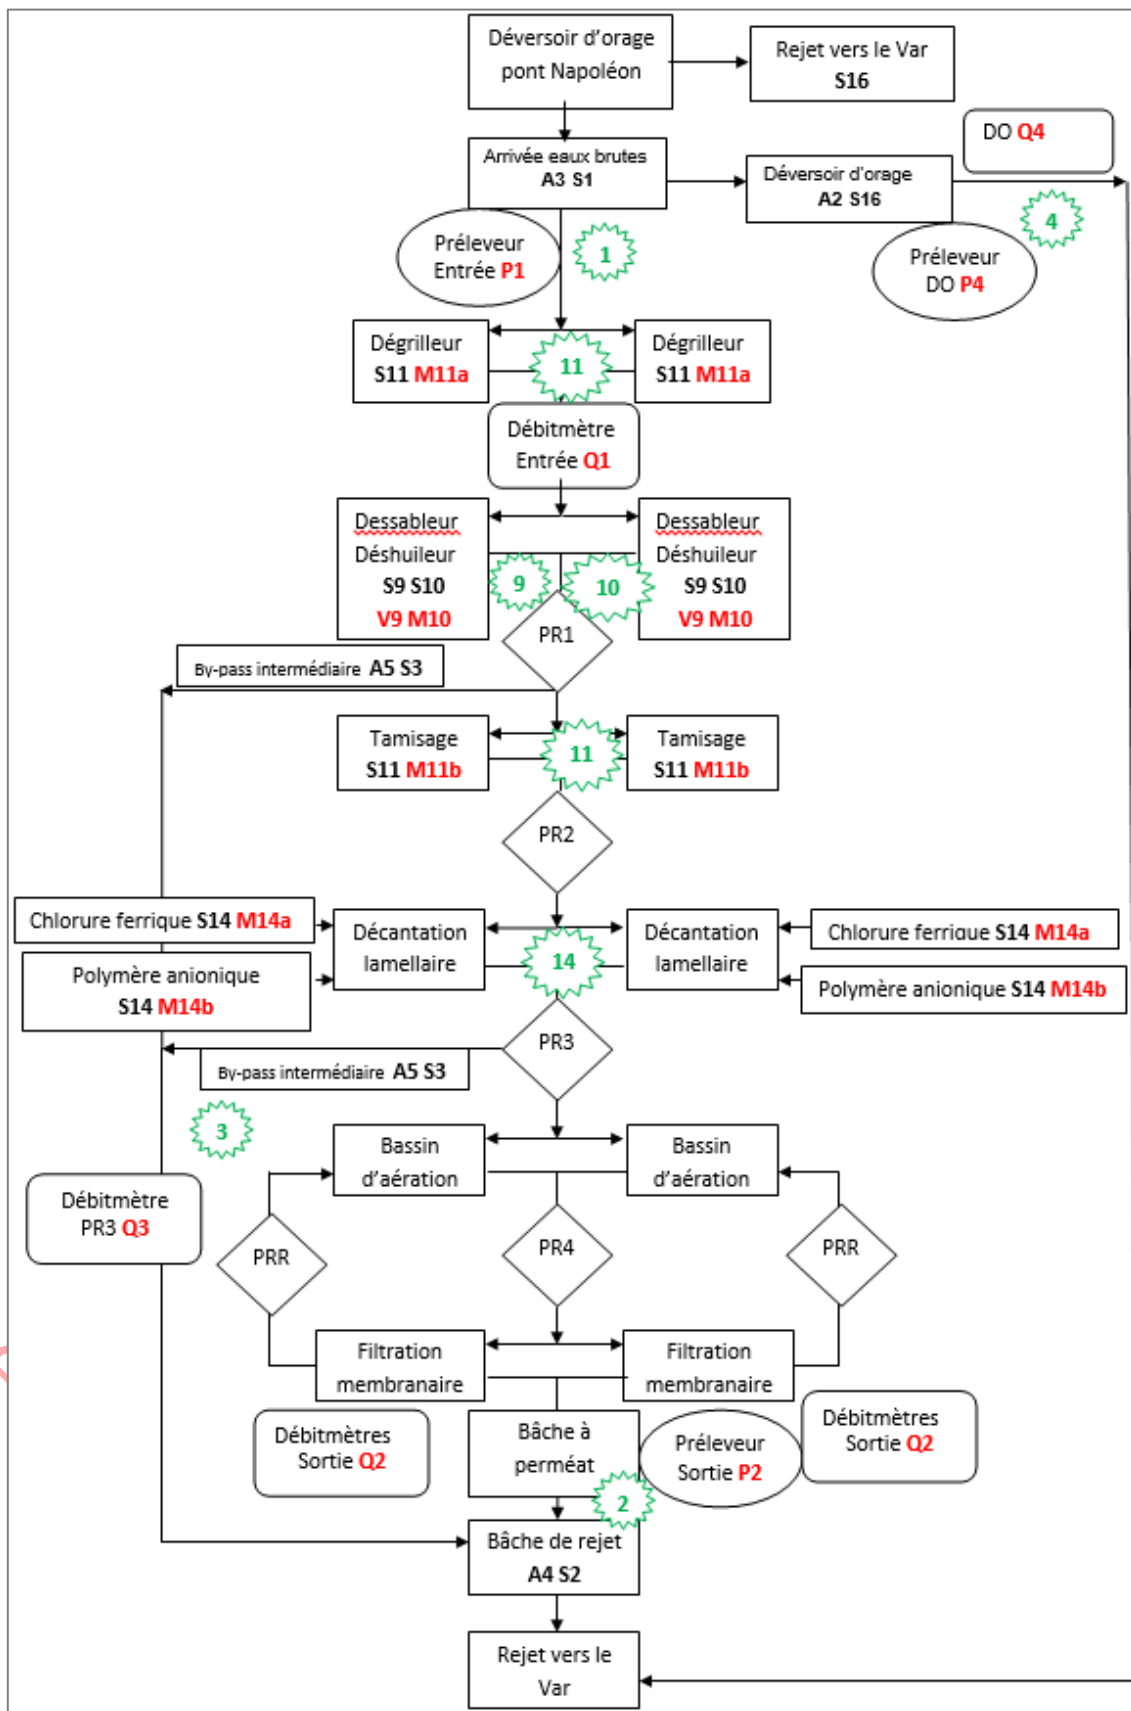 Déversoir d'orage
pont Napoléon
Rejet vers le Var
S16
DO Q4
Arrivée eaux brutes
A3 S1
Déversoir d'orage
A2 S16
4
Préleveur
Entrée P1
1
Préleveur
DO P4
Dégrilleur
S11 M11a
11
Dégrilleur
S11 M11a
Débitmètre
Entrée Q1
Dessableur
Déshuileur
S9 S10
V9 M10
9
10
Dessableur
Déshuileur
S9 S10
V9 M10
PR1
By-pass intermédiaire A5 S3
Tamisage
S11 M11b
11
Tamisage
S11 M11b
PR2
Chlorure ferrique S14 M14a
Polymère anionique
S14 M14b
Décantation
lamellaire
14
Décantation
lamellaire
Chlorure ferrique S14 M14a
Polymère anionique S14 M14b
PR3
By-pass intermédiaire A5 S3
3
Bassin
d'aération
Bassin
d'aération
Débitmètre
PR3 Q3
PRR
PR4
PRR
Filtration
membranaire
Filtration
membranaire
Débitmètres
Sortie Q2
Bâche à
perméat
Préleveur
Sortie P2
Débitmètres
Sortie Q2
2
Bâche de rejet
A4 S2
Rejet vers le
Var